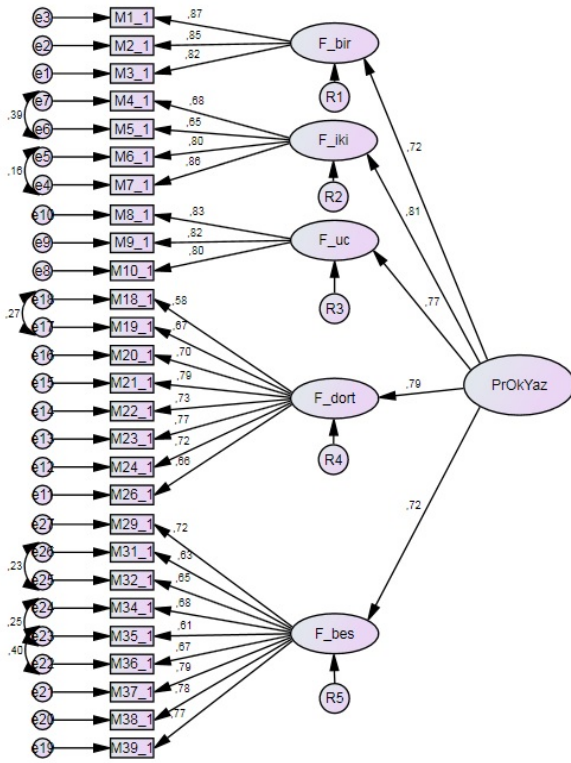 e3 M1_1 ,87
e2 M2_1 ,85 F_bir
e1 M3_1 ,82
e7 M4_1 ,68 R1
,39
e6 M5_1 ,65 F_iki ,72
e5 M6_1 ,80
,16
e4 M7_1 ,86 R2
e10 M8_1 ,83 ,81
e9 M9_1 ,82 F_uc
e8 M10_1 ,80
,77
e18 M18_1 ,58 R3
,27
e17 M19_1 ,67
e16 M20_1 ,70
e15 M21_1 ,79 ,79 PrOkYaz
e14 M22_1 ,73 F_dort
e13 M23_1 ,77
e12 M24_1 ,72 R4
e11 M26_1 ,66
e27 M29_1 ,72 ,72
e26 M31_1 ,63
,23
e25 M32_1 ,65
e24 M34_1 ,68
,25
e23 M35_1 ,61 F_bes
,40
e22 M36_1 ,67
e21 M37_1 ,79 R5
e20 M38_1 ,78
e19 M39_1 ,77